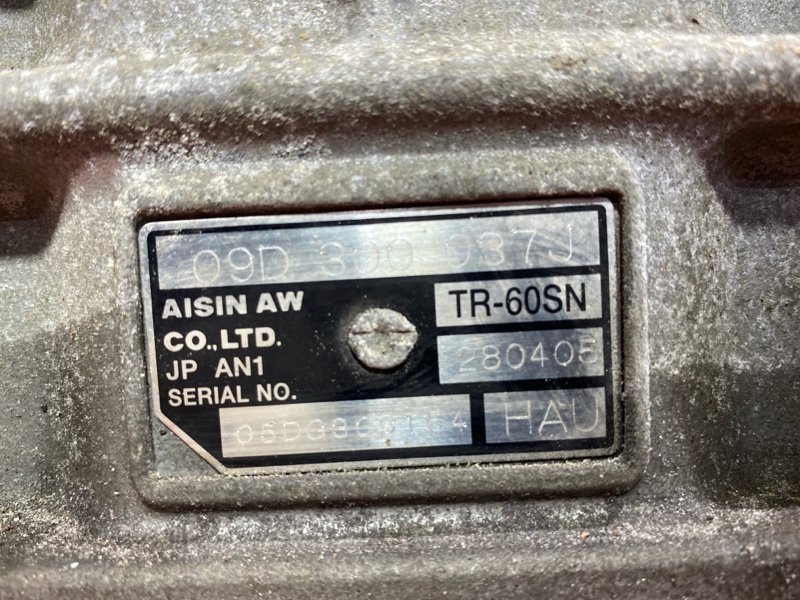 09D 300 037J
AISIN AW
CO.,LTD.
TR-60SN
JP AN1
280405
SERIAL NO.
HAU